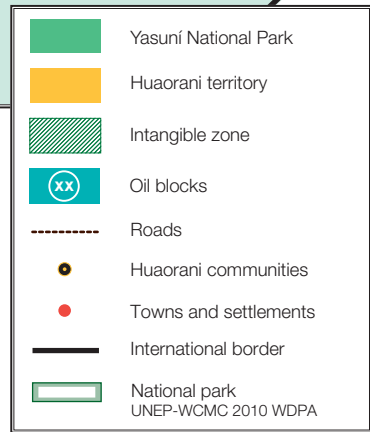 Yasuní National Park
Huaorani territory
Intangible zone
xx Oil blocks
Roads
Huaorani communities
Towns and settlements
International border
National park
UNEP-WCMC 2010 WDPA